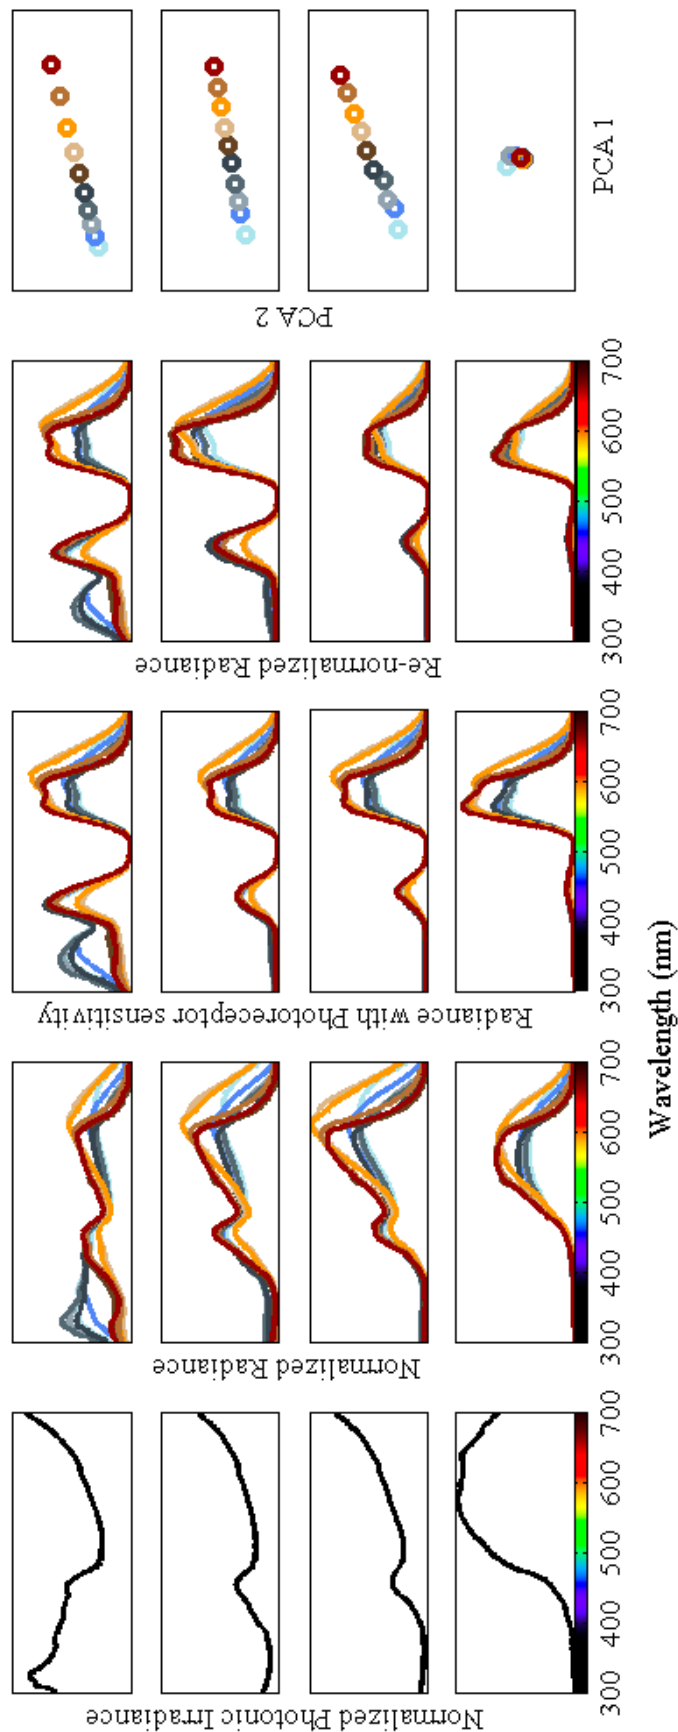 PCA 2
PCA 1
Re-normalized Radiance
300 400 500 600 700
Radiance with Photoreceptor sensitivity
300 400 500 600 700
Normalized Radiance
300 400 500 600 700
Normalized Photonic Irradiance
300 400 500 600 700
Wavelength (nm)